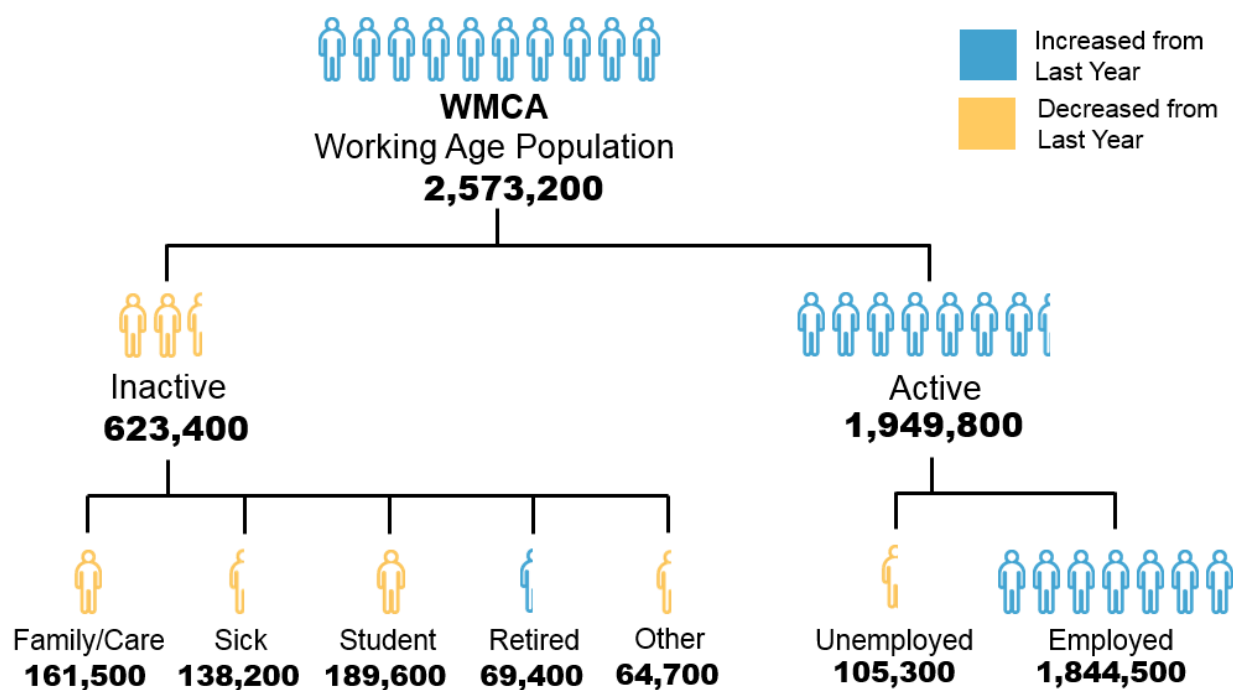 WMCA
Working Age Population
2,573,200
Increased from
Last Year
Decreased from
Last Year
Inactive
623,400
Active
1,949,800
Family/Care
161,500
Sick
138,200
Student
189,600
Retired
69,400
Other
64,700
Unemployed
105,300
Employed
1,844,500